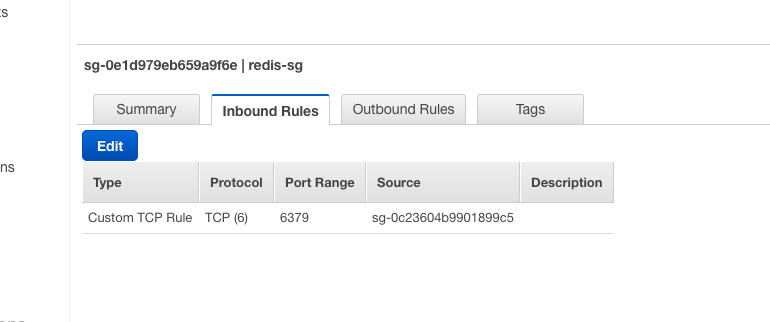 ts
sg-0e1d979eb659a9f6e | redis-sg
Summary
Inbound Rules
Outbound Rules
Tags
Edit
ns
Type Protocol Port Range Source Description
Custom TCP Rule TCP (6) 6379 sg-0c23604b9901899c5